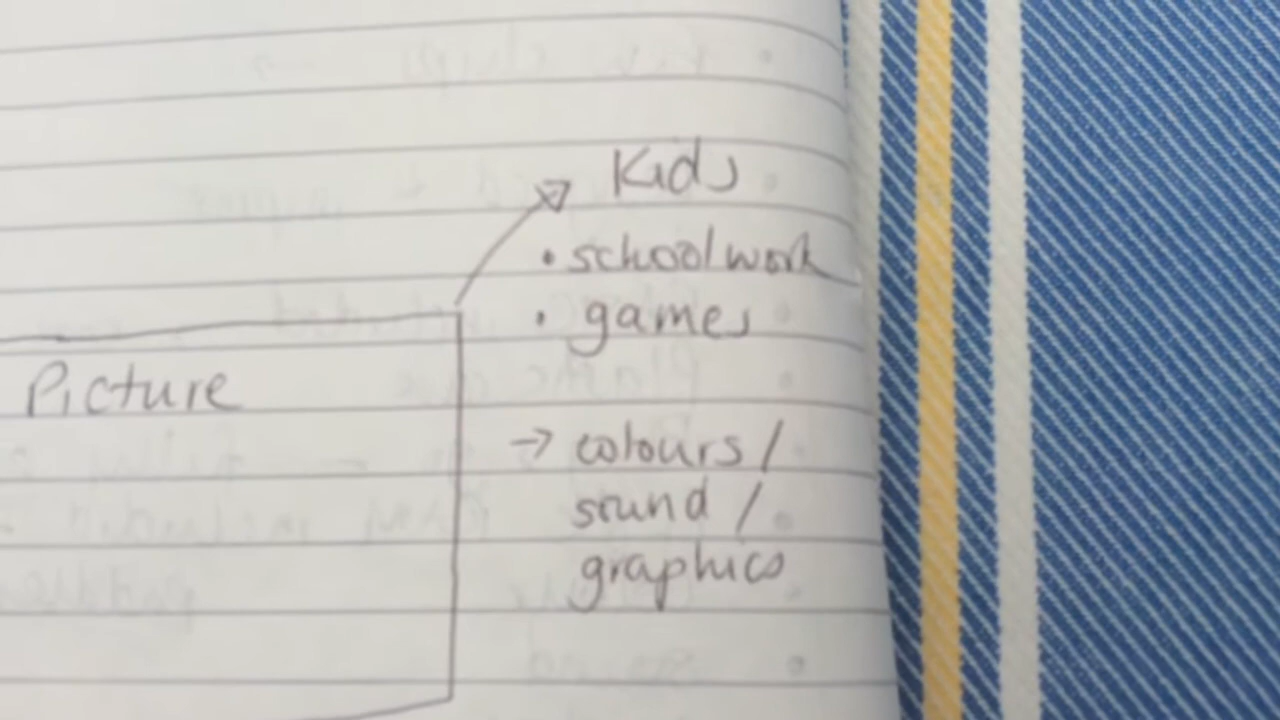 Kids
• schoolwork
• games
Picture
→ colours /
sound /
graphics